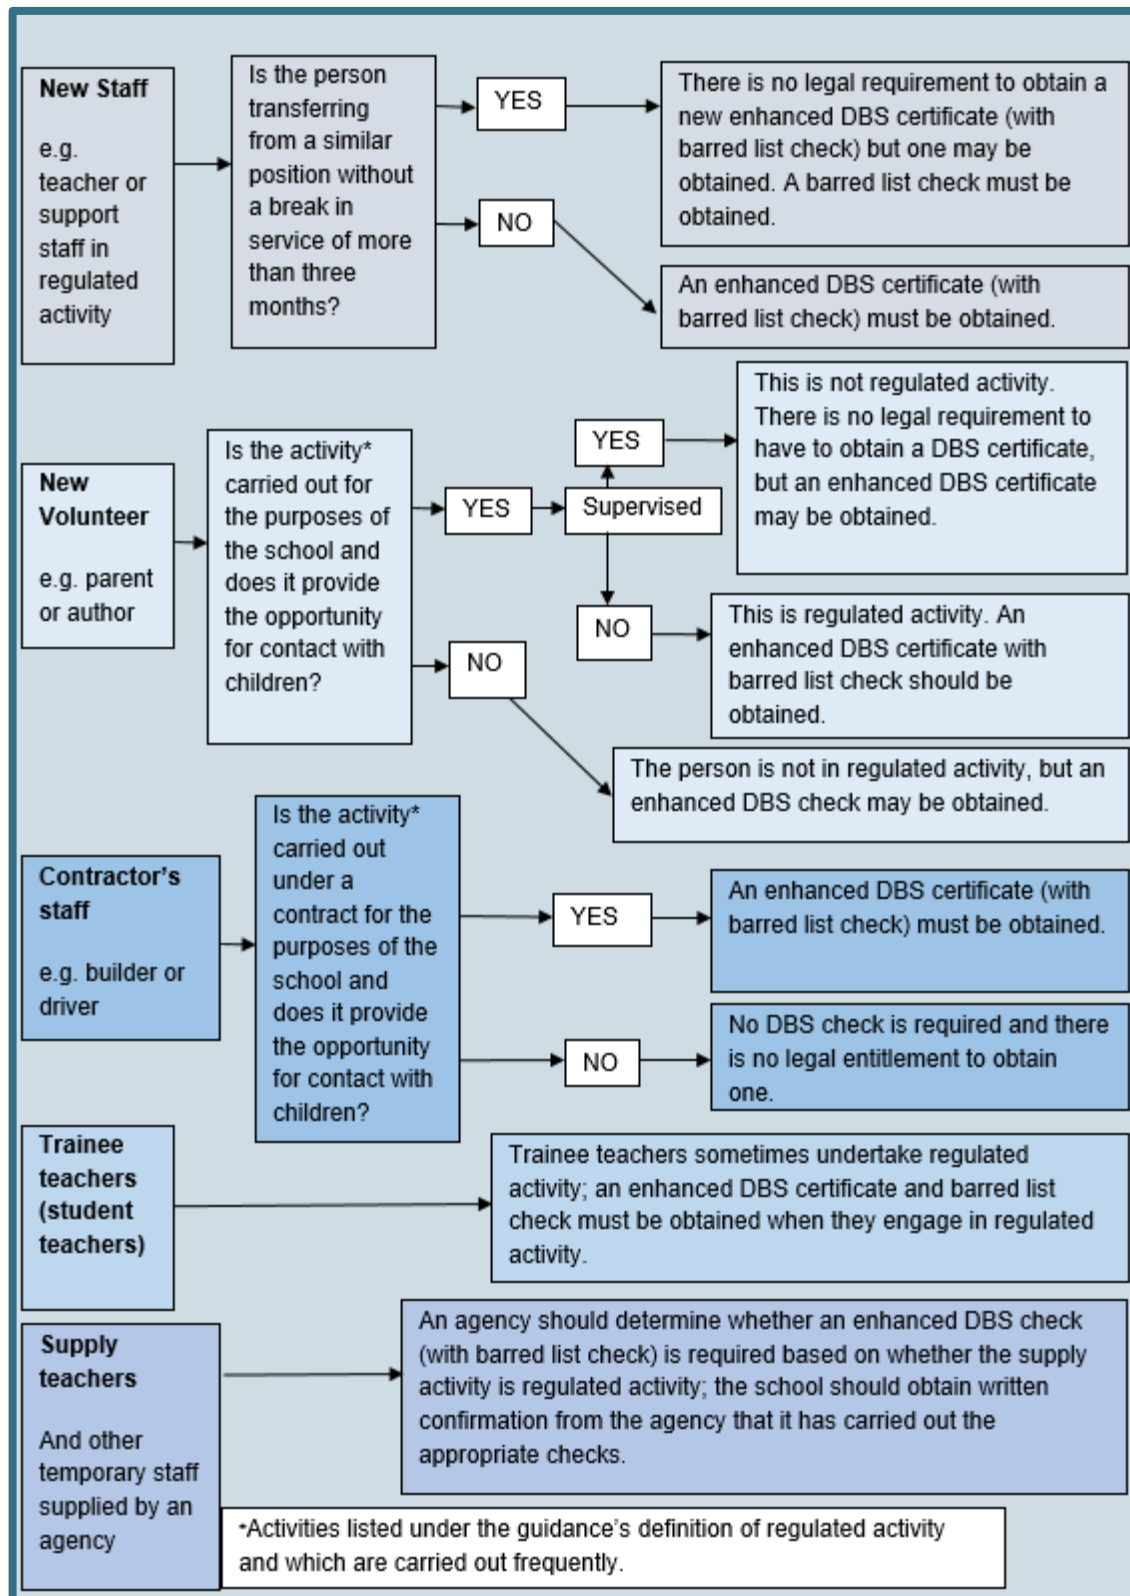 New Staff
e.g.
teacher or
support
staff in
regulated
activity
Is the person
transferring
from a similar
position without
a break in
service of more
than three
months?
YES
There is no legal requirement to obtain a
new enhanced DBS certificate (with
barred list check) but one may be
obtained. A barred list check must be
obtained.
NO
An enhanced DBS certificate (with
barred list check) must be obtained.
New
Volunteer
e.g. parent
or author
Is the activity*
carried out for
the purposes of
the school and
does it provide
the opportunity
for contact with
children?
YES
Supervised
YES
This is not regulated activity.
There is no legal requirement to
have to obtain a DBS certificate,
but an enhanced DBS certificate
may be obtained.
NO
This is regulated activity. An
enhanced DBS certificate with
barred list check should be
obtained.
NO
The person is not in regulated activity, but an
enhanced DBS check may be obtained.
Contractor's
staff
e.g. builder or
driver
Is the activity*
carried out
under a
contract for the
purposes of the
school and
does it provide
the opportunity
for contact with
children?
YES
An enhanced DBS certificate (with
barred list check) must be obtained.
NO
No DBS check is required and there
is no legal entitlement to obtain
one.
Trainee
teachers
(student
teachers)
Trainee teachers sometimes undertake regulated
activity; an enhanced DBS certificate and barred list
check must be obtained when they engage in regulated
activity.
Supply
teachers
And other
temporary staff
supplied by an
agency
An agency should determine whether an enhanced DBS check
(with barred list check) is required based on whether the supply
activity is regulated activity; the school should obtain written
confirmation from the agency that it has carried out the
appropriate checks.
*Activities listed under the guidance's definition of regulated activity
and which are carried out frequently.